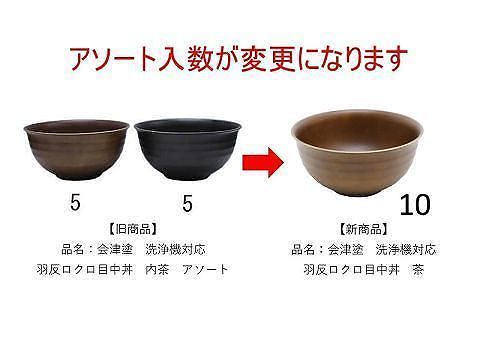 アソート入数が変更になります
5
5
10
【旧商品】
品名：会津塗　洗浄機対応
羽反ロクロ目中丼　内茶　アソート
【新商品】
品名：会津塗　洗浄機対応
羽反ロクロ目中丼　茶